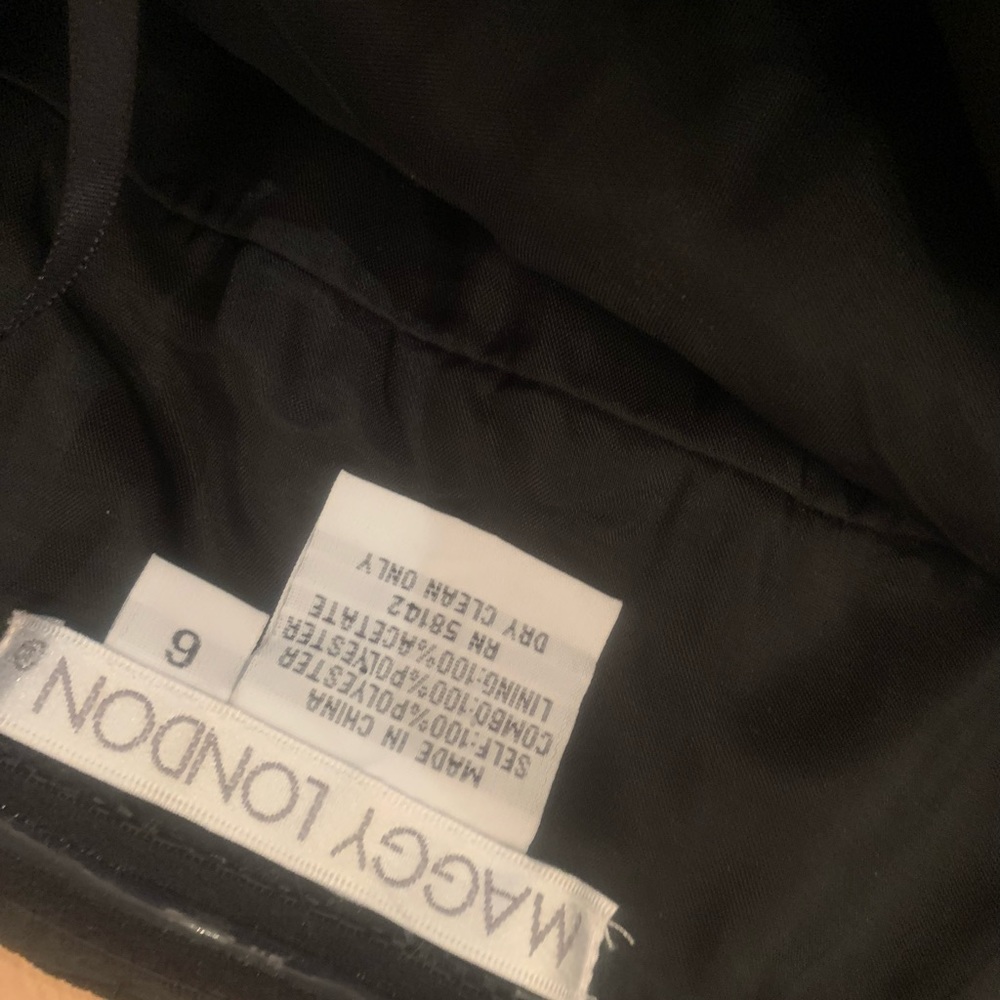 MAGGY LONDON ®
6
MADE IN CHINA
SELF:100%POLYESTER
COMBO:100%POLYESTER
LINING:100%ACETATE
RN 58142
DRY CLEAN ONLY